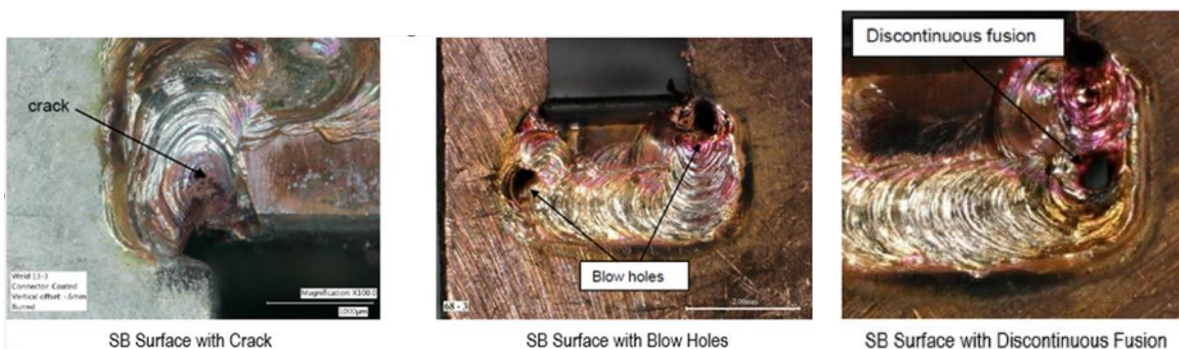 crack
Weld 13-3
Connector: Coated
Vertical offset: -.6mm
Burred
Magnification: X100.0
1000µm
SB Surface with Crack
Blow holes
68 - 3
2.00mm
SB Surface with Blow Holes
Discontinuous fusion
SB Surface with Discontinuous Fusion